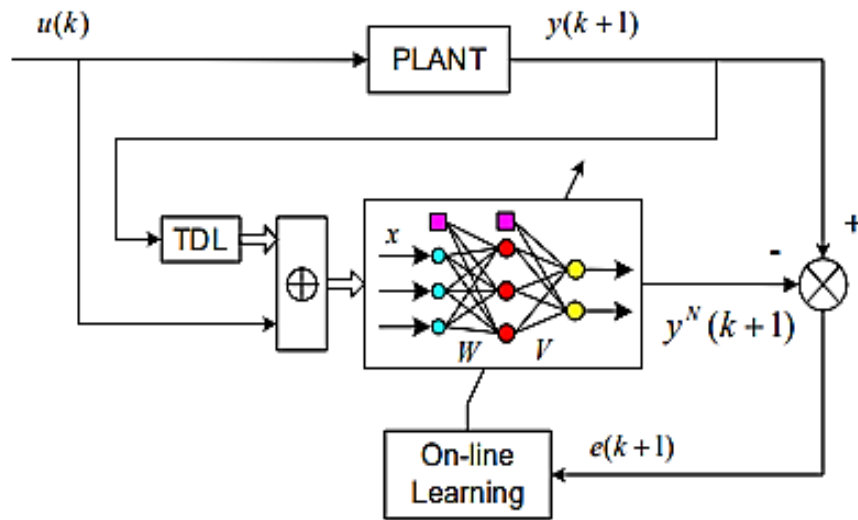 u(k)
y(k+1)
PLANT
TDL
⊕
x
W
V
+
-
y^N(k+1)
e(k+1)
On-line
Learning